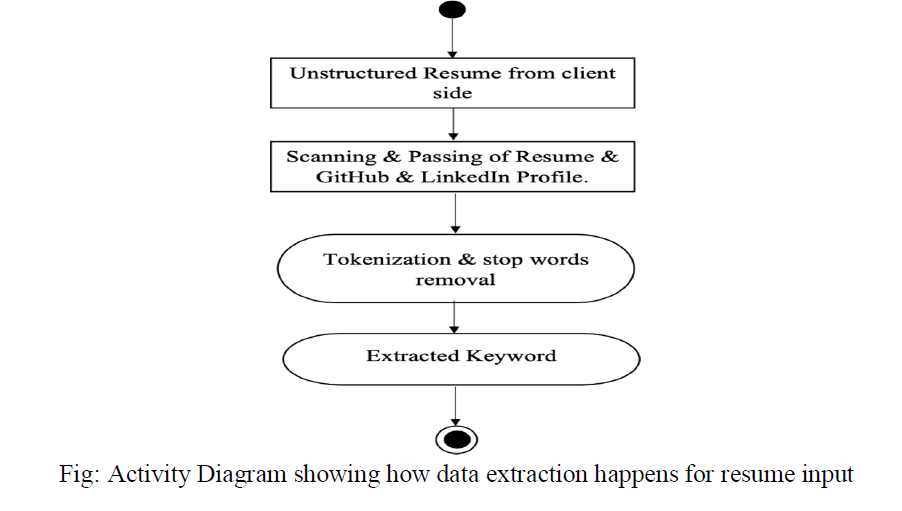 Unstructured Resume from client
side
Scanning & Passing of Resume &
GitHub & LinkedIn Profile.
Tokenization & stop words
removal
Extracted Keyword
Fig: Activity Diagram showing how data extraction happens for resume input